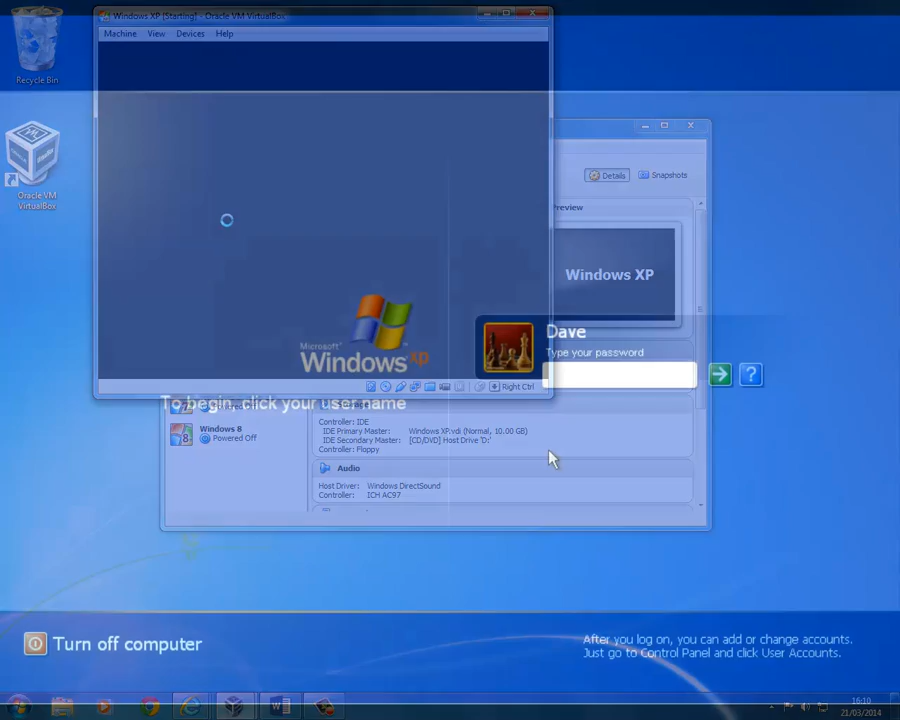 Windows XP [Starting] - Oracle VM VirtualBox
Machine View Devices Help
Recycle Bin
Oracle VM
VirtualBox
Details Snapshots
Preview
Windows XP
Microsoft
Windows xp
Dave
Type your password
?
Right Ctrl
To begin, click your user name
Powered Off
Storage
Controller: IDE
IDE Primary Master: Windows XP.vdi (Normal, 10.00 GB)
IDE Secondary Master: [CD/DVD] Host Drive 'D:'
Controller: Floppy
Windows 8
Powered Off
Audio
Host Driver: Windows DirectSound
Controller: ICH AC97
Turn off computer
After you log on, you can add or change accounts.
Just go to Control Panel and click User Accounts.
16:10
21/03/2014